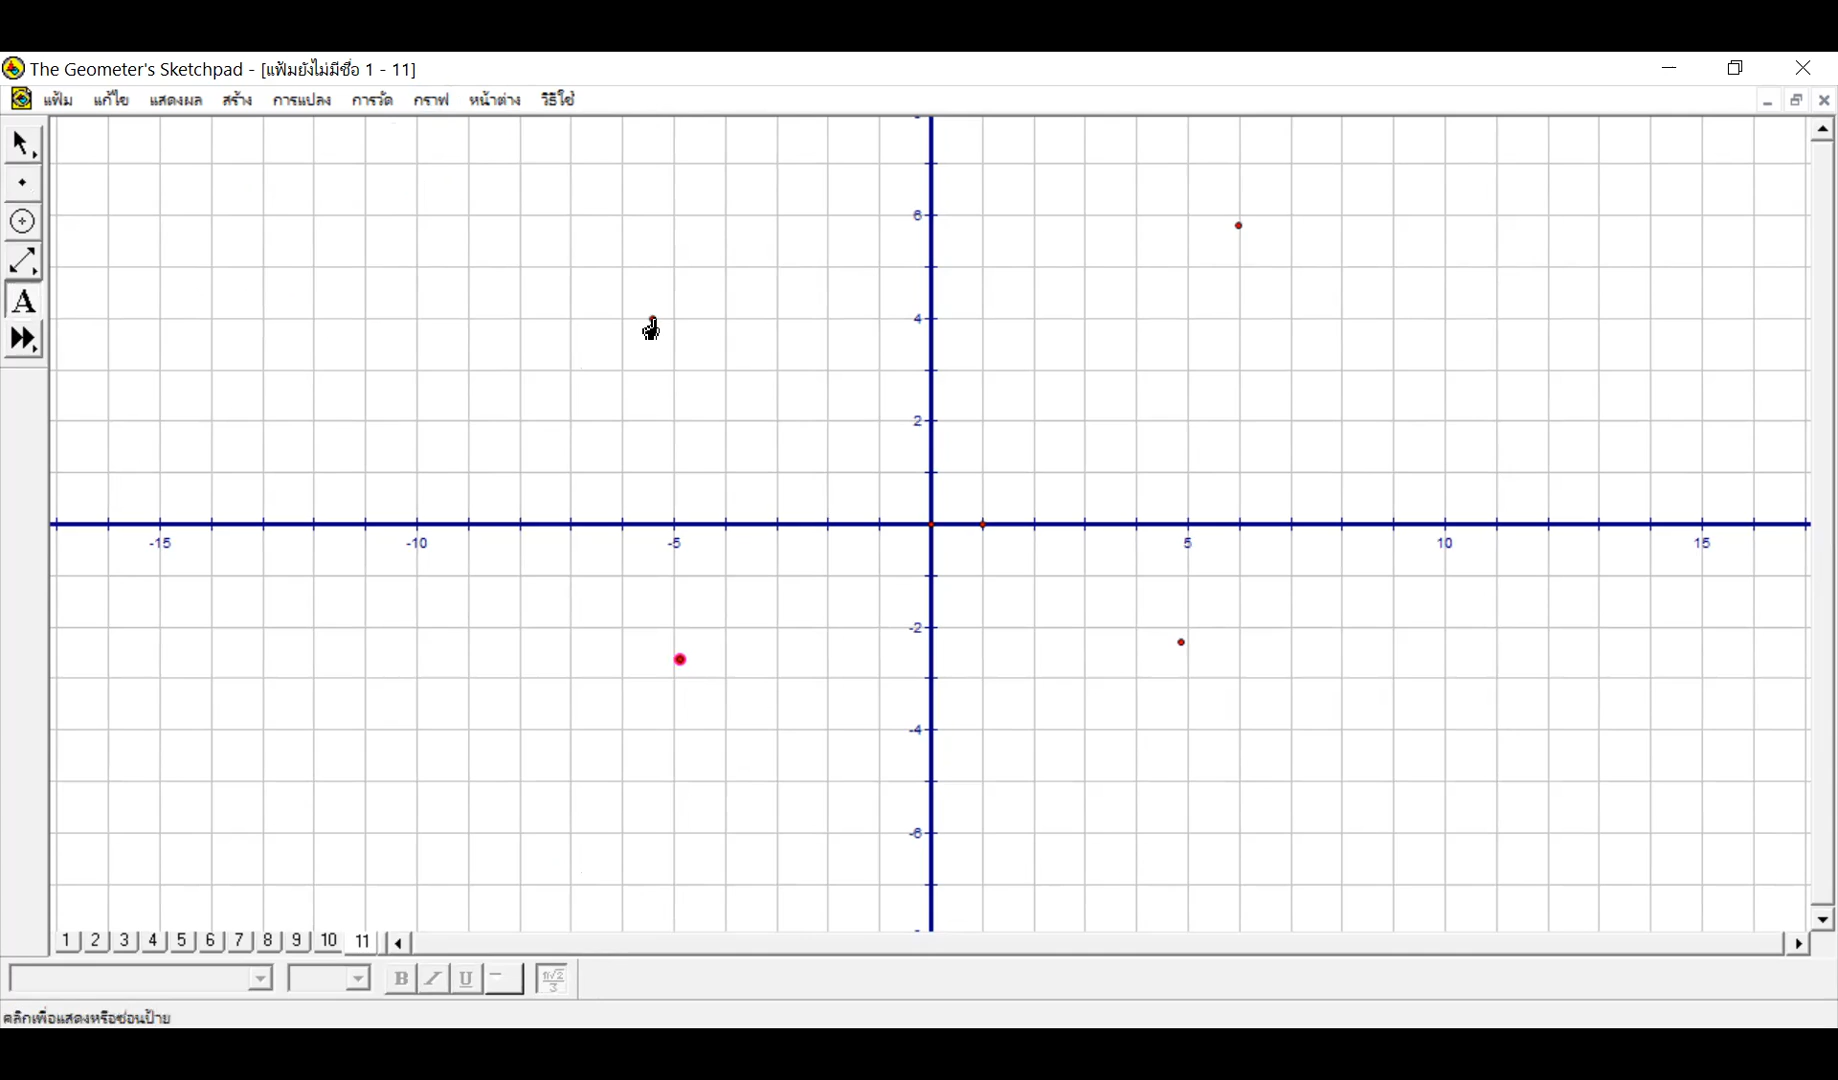 The Geometer's Sketchpad - [แฟ้มยังไม่มีชื่อ 1 - 11]
แฟ้ม แก้ไข แสดงผล สร้าง การแปลง การวัด กราฟ หน้าต่าง วิธีใช้
A
6
4
2
-15 -10 -5 5 10 15
-2
-4
-6
1 2 3 4 5 6 7 8 9 10 11
B I U
คลิกเพื่อแสดงหรือซ่อนป้าย